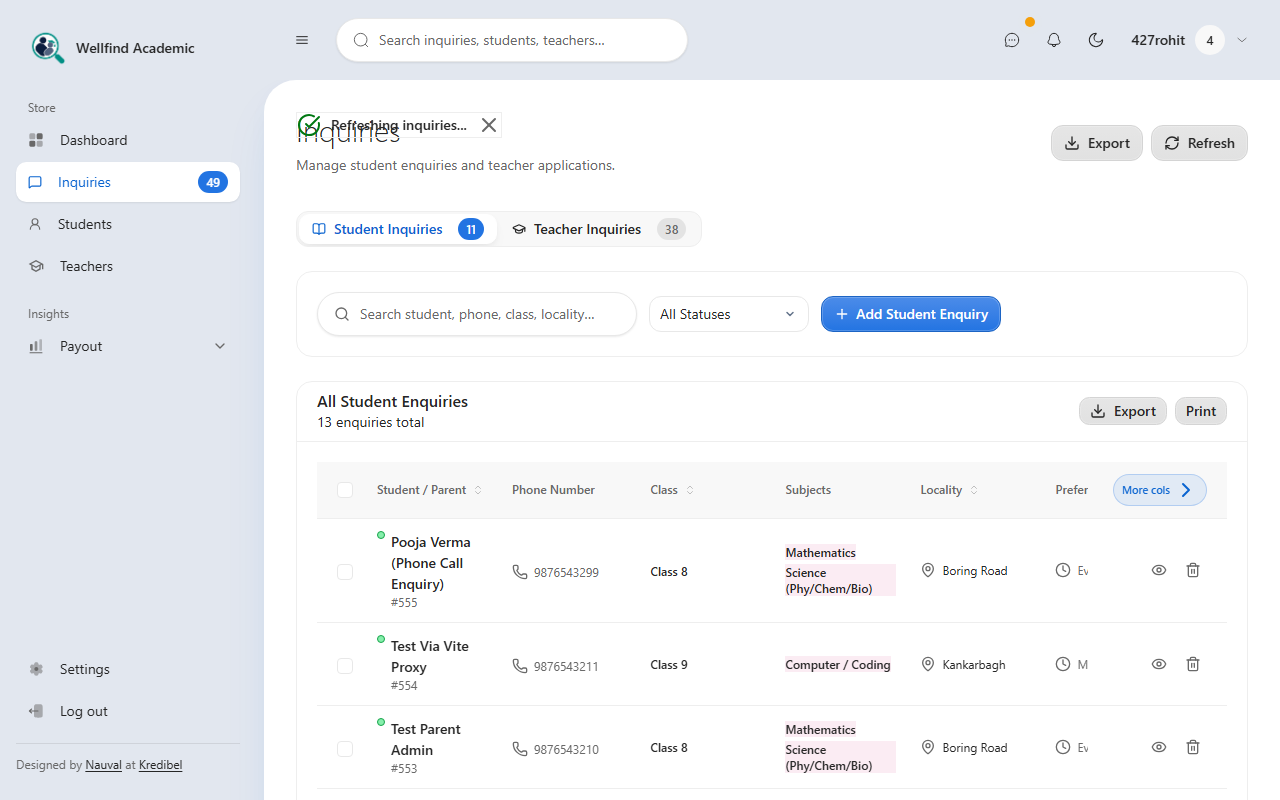 Wellfind Academic
Search inquiries, students, teachers...
427rohit
4
Store
Dashboard
Inquiries
49
Students
Teachers
Insights
Payout
Settings
Log out
Designed by Nauval at Kredibel
Refreshing inquiries...
Inquiries
Manage student enquiries and teacher applications.
Export
Refresh
Student Inquiries 11
Teacher Inquiries 38
Search student, phone, class, locality...
All Statuses
Add Student Enquiry
All Student Enquiries
13 enquiries total
Export
Print
Student / Parent Phone Number Class Subjects Locality Prefer More cols
Pooja Verma
(Phone Call
Enquiry)
#555
9876543299
Class 8
Mathematics
Science
(Phy/Chem/Bio)
Boring Road
Ev
Test Via Vite
Proxy
#554
9876543211
Class 9
Computer / Coding
Kankarbagh
M
Test Parent
Admin
#553
9876543210
Class 8
Mathematics
Science
(Phy/Chem/Bio)
Boring Road
Ev